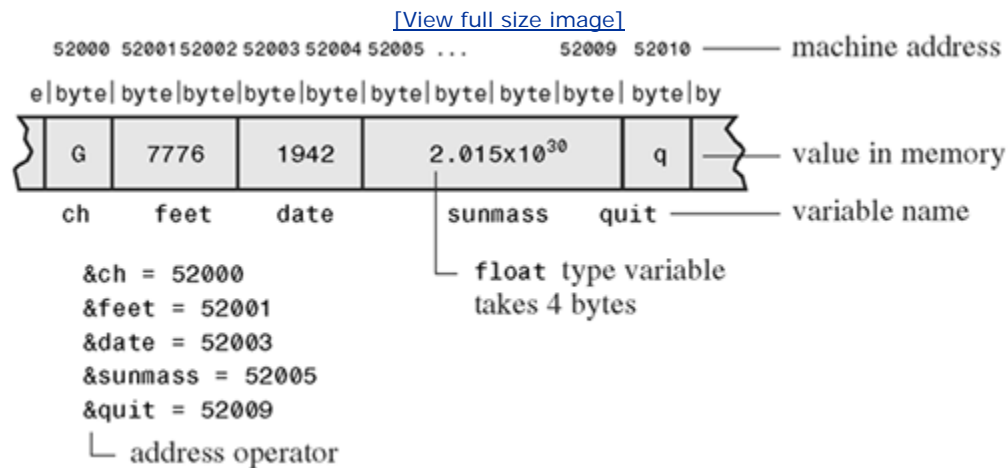 [View full size image]
52000 52001 52002 52003 52004 52005 ... 52009 52010 machine address
e|byte|byte|byte|byte|byte|byte|byte|byte|byte|byte|by
G 7776 1942 2.015x10³⁰ q value in memory
ch feet date sunmass quit variable name
float type variable
takes 4 bytes
&ch = 52000
&feet = 52001
&date = 52003
&sunmass = 52005
&quit = 52009
address operator